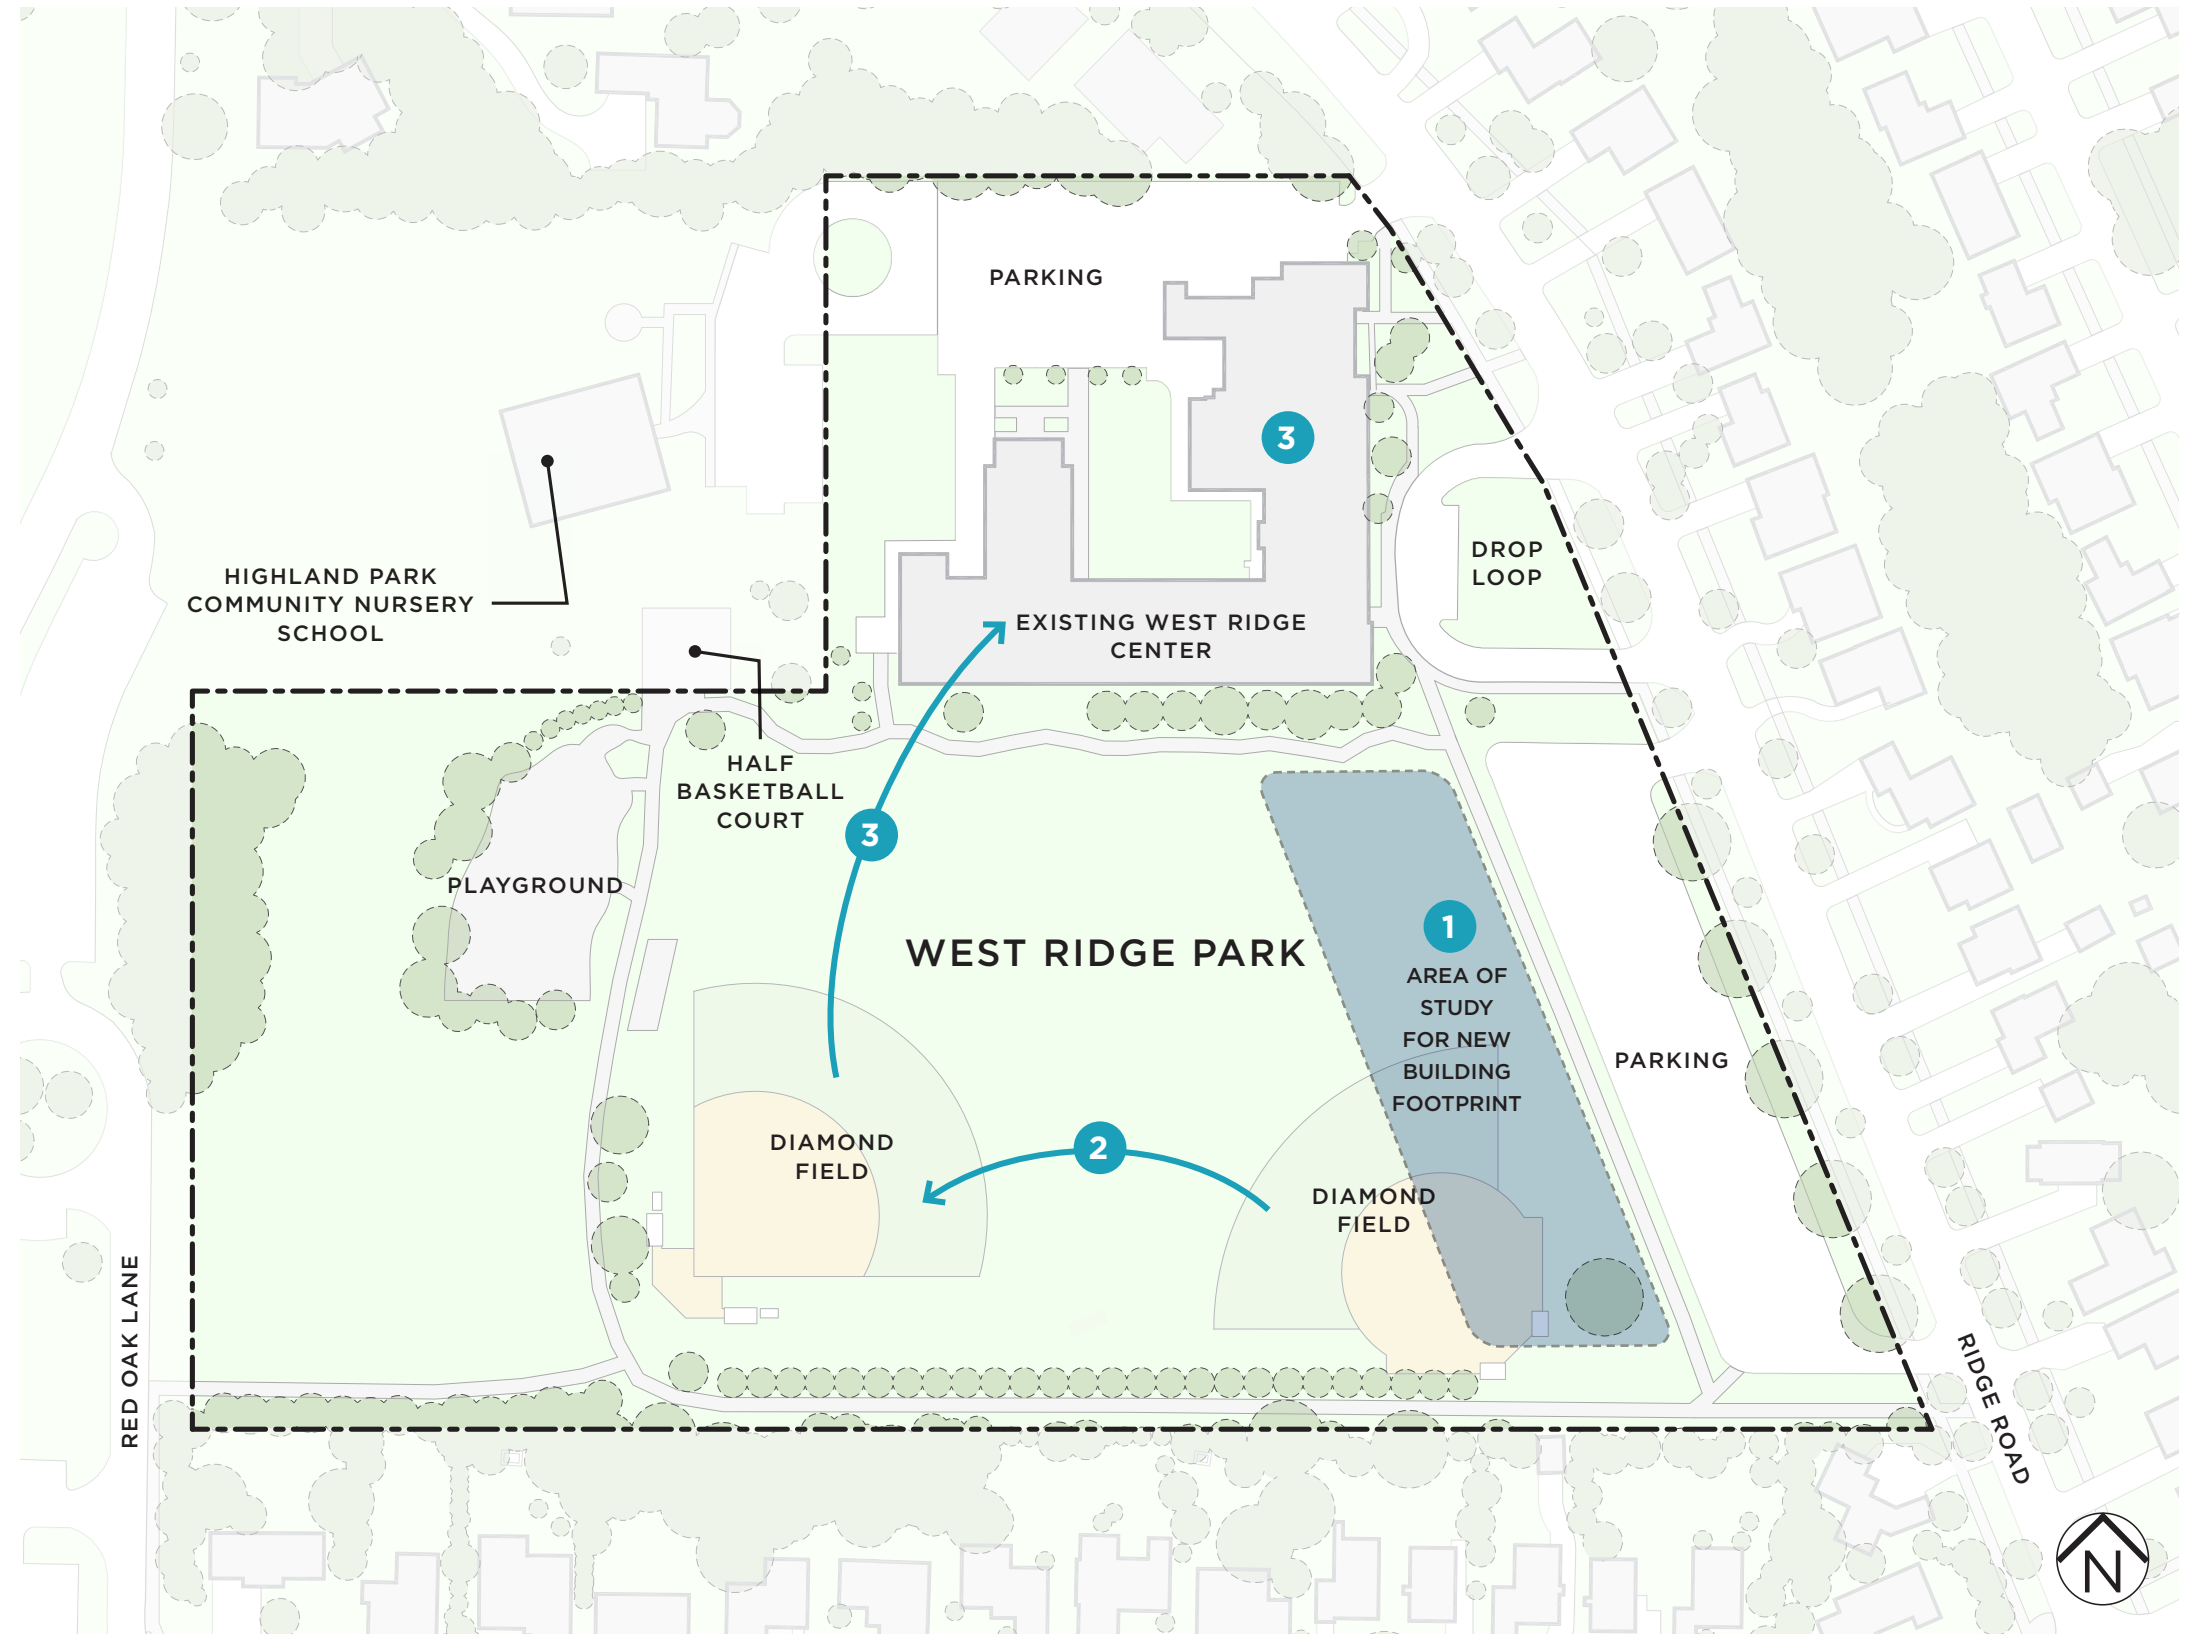 PARKING
3
DROP
LOOP
HIGHLAND PARK
COMMUNITY NURSERY
SCHOOL
EXISTING WEST RIDGE
CENTER
HALF
BASKETBALL
COURT
3
PLAYGROUND
WEST RIDGE PARK
1
AREA OF
STUDY
FOR NEW
BUILDING
FOOTPRINT
PARKING
DIAMOND
FIELD
2
DIAMOND
FIELD
RED OAK LANE
RIDGE ROAD
N